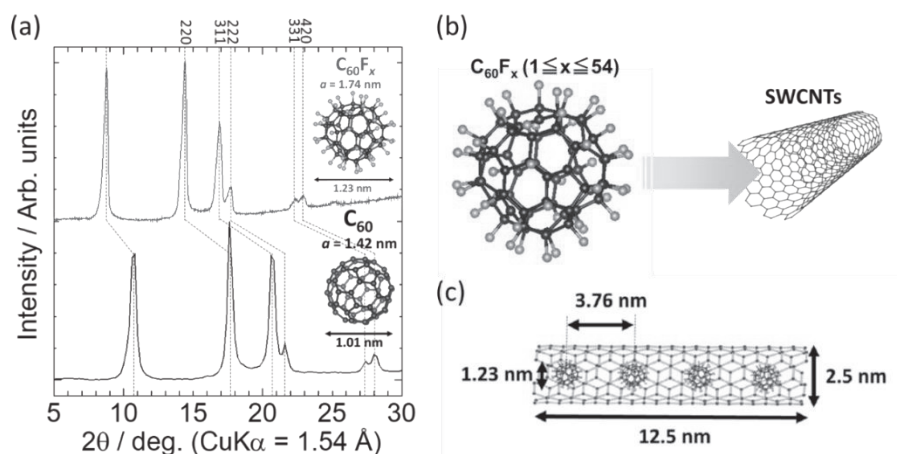 (a)
220
311
222
331
420
C60Fx
a = 1.74 nm
1.23 nm
C60
a = 1.42 nm
1.01 nm
Intensity / Arb. units
5 10 15 20 25 30
2θ / deg. (CuKα = 1.54 Å)
(b)
C60Fx (1≦x≦54)
SWCNTs
(c)
3.76 nm
1.23 nm
2.5 nm
12.5 nm